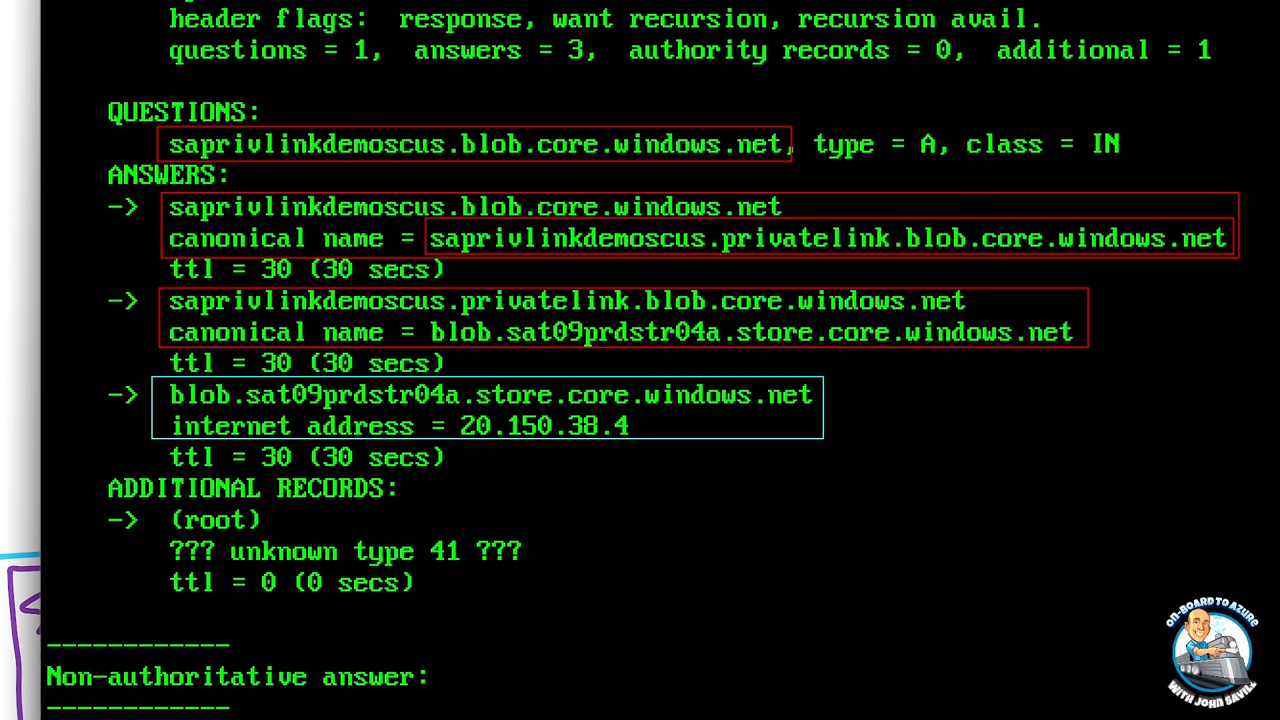 header flags:  response, want recursion, recursion avail.
questions = 1,  answers = 3,  authority records = 0,  additional = 1
QUESTIONS:
saprivlinkdemoscus.blob.core.windows.net, type = A, class = IN
ANSWERS:
->  saprivlinkdemoscus.blob.core.windows.net
canonical name = saprivlinkdemoscus.privatelink.blob.core.windows.net
ttl = 30 (30 secs)
->  saprivlinkdemoscus.privatelink.blob.core.windows.net
canonical name = blob.sat09prdstr04a.store.core.windows.net
ttl = 30 (30 secs)
->  blob.sat09prdstr04a.store.core.windows.net
internet address = 20.150.38.4
ttl = 30 (30 secs)
ADDITIONAL RECORDS:
->  (root)
??? unknown type 41 ???
ttl = 0 (0 secs)
------------
Non-authoritative answer:
------------
ON-BOARD TO AZURE
WITH JOHN SAVILL